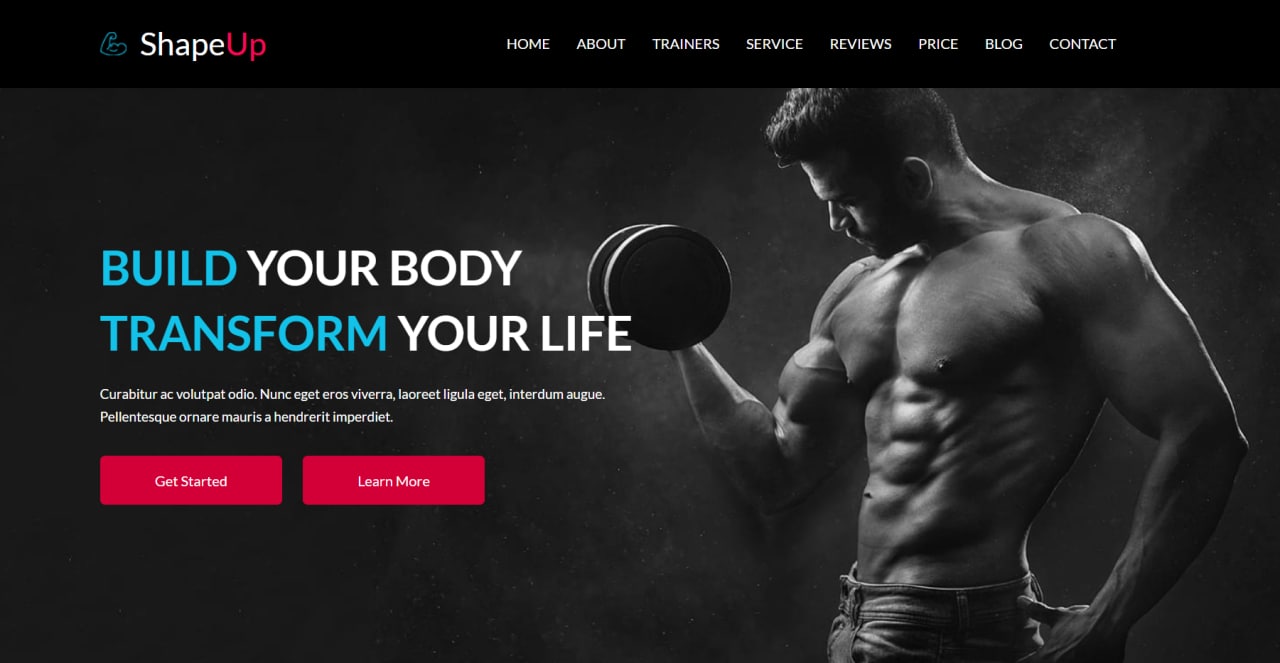 ShapeUp
HOME ABOUT TRAINERS SERVICE REVIEWS PRICE BLOG CONTACT
BUILD YOUR BODY
TRANSFORM YOUR LIFE
Curabitur ac volutpat odio. Nunc eget eros viverra, laoreet ligula eget, interdum augue.
Pellentesque ornare mauris a hendrerit imperdiet.
Get Started Learn More